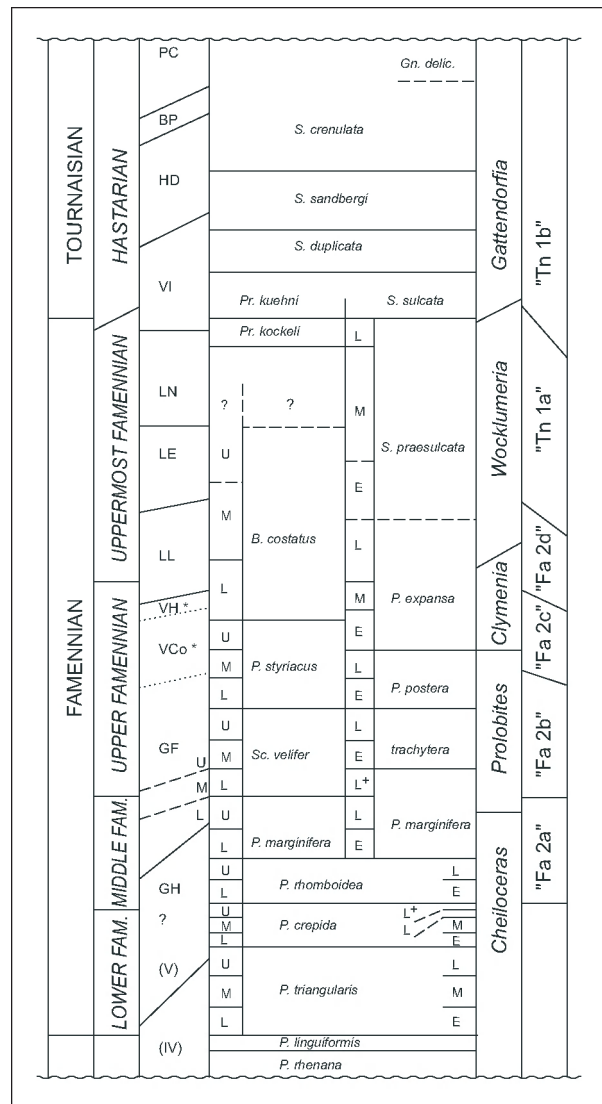 TOURNAISIAN
FAMENNIAN
HASTARIAN
UPPERMOST FAMENNIAN
UPPER FAMENNIAN
MIDDLE FAM.
LOWER FAM.
PC
BP
HD
VI
LN
LE
LL
VH *
VCo *
GF
U
M
L
GH
?
(V)
(IV)
Gn. delic.
S. crenulata
S. sandbergi
S. duplicata
Pr. kuehni S. sulcata
Pr. kockeli L
? ?
M
U S. praesulcata
E
M B. costatus
L
L M P. expansa
E
U
M P. styriacus L
L E P. postera
U L
M Sc. velifer E trachytera
L L+
U L
L P. marginifera E P. marginifera
U L
L P. rhomboidea E
U L+
M P. crepida L M
L E
U L
M P. triangularis M
L E
P. linguiformis
P. rhenana
Gattendorfia
Wocklumeria
Clymenia
Prolobites
Cheiloceras
"Tn 1b"
"Tn 1a"
"Fa 2d"
"Fa 2c"
"Fa 2b"
"Fa 2a"